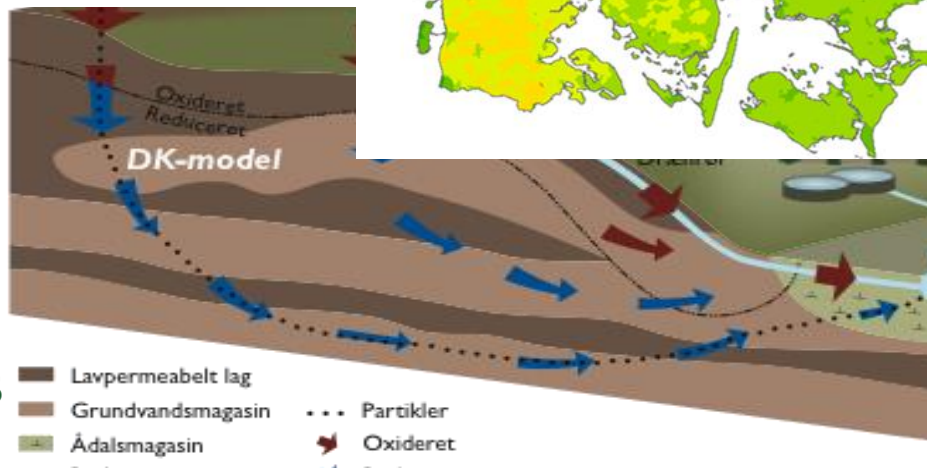 Oxideret
Reduceret
DK-model
Lavpermeabelt lag
Grundvandsmagasin
Ådalsmagasin
Partikler
Oxideret